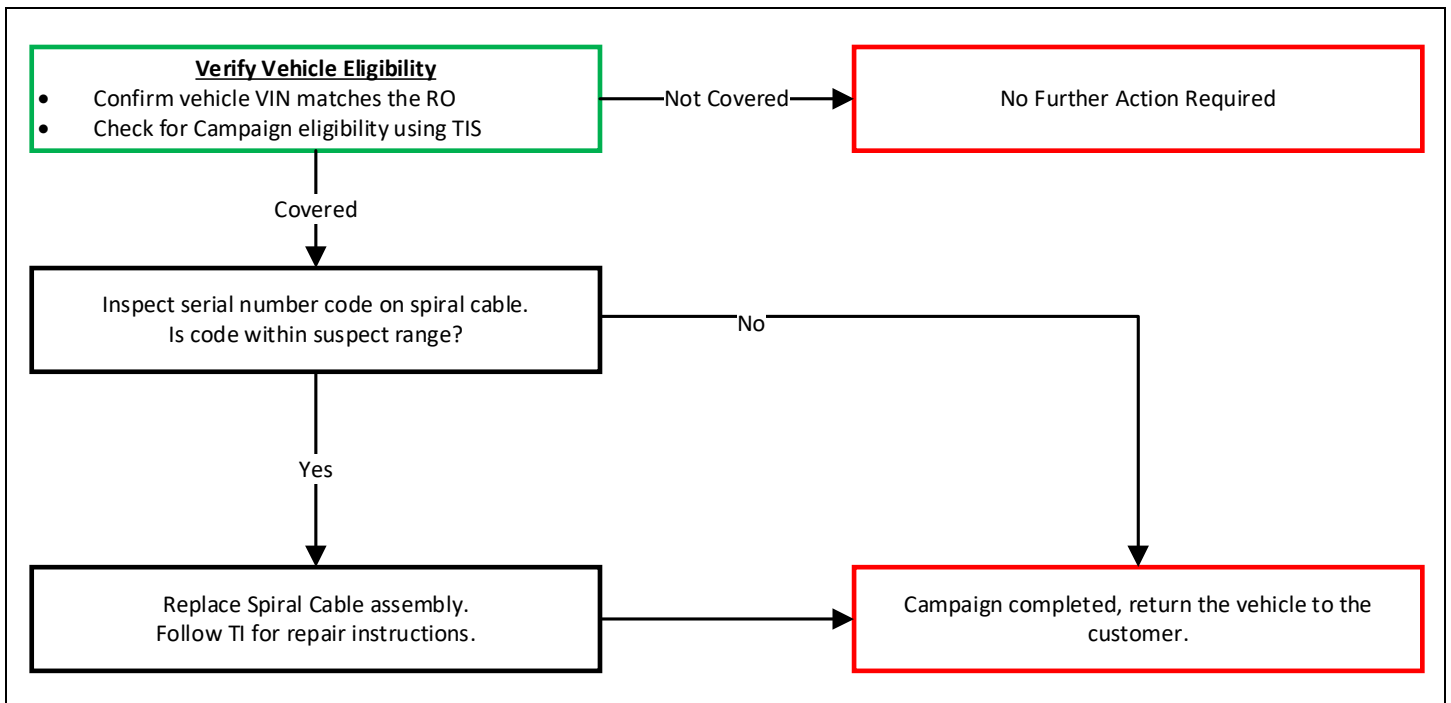 Verify Vehicle Eligibility
• Confirm vehicle VIN matches the RO
• Check for Campaign eligibility using TIS
Not Covered
No Further Action Required
Covered
Inspect serial number code on spiral cable.
Is code within suspect range?
No
Yes
Replace Spiral Cable assembly.
Follow TI for repair instructions.
Campaign completed, return the vehicle to the
customer.